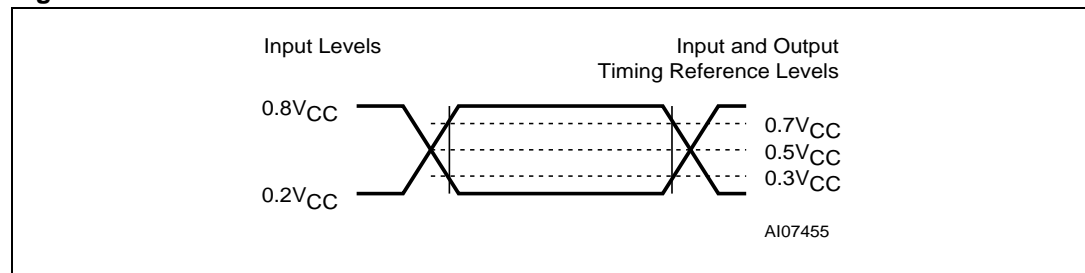 Input Levels
Input and Output
Timing Reference Levels
0.8VCC
0.7VCC
0.5VCC
0.3VCC
0.2VCC
AI07455